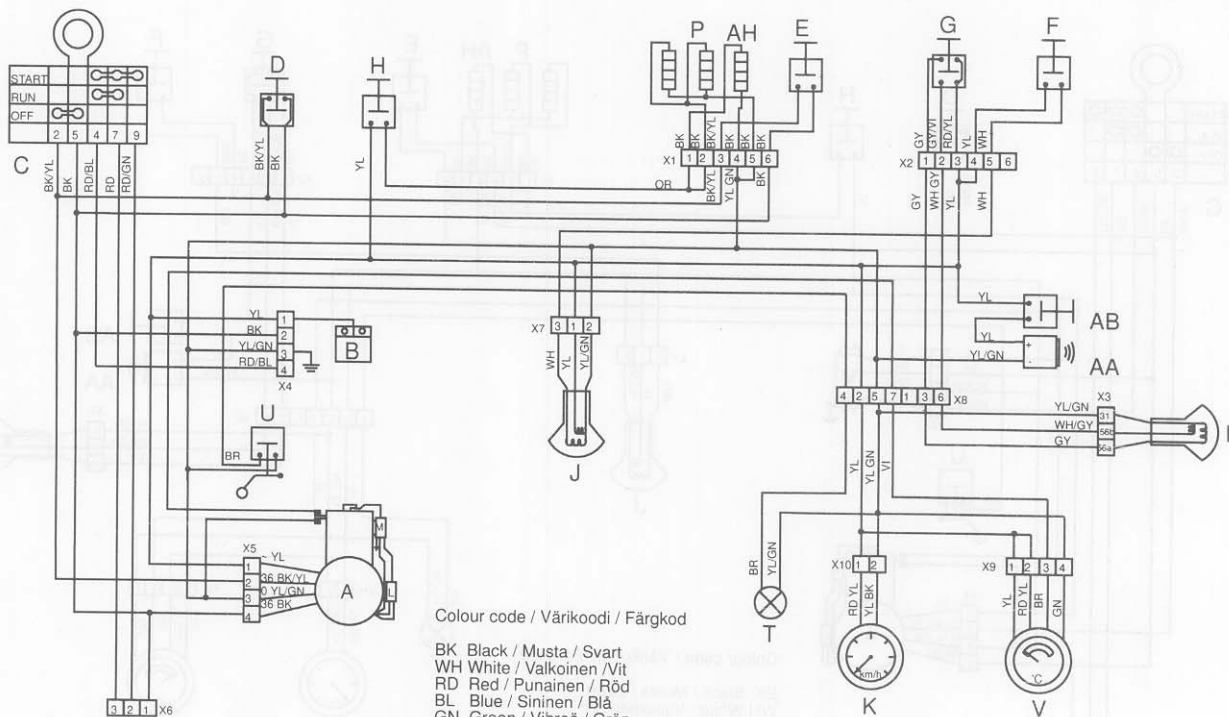 P AH E G F
D H
START
RUN
OFF
2 5 4 7 9
C
BK/YL BK RD/BL RD RD/GN
BK/YL BK
YL
BK BK BK/YL BK BK BK
X1 1 2 3 4 5 6
OR BK/YL YL GN BK
GY GY/VI RD/YL YL WH
X2 1 2 3 4 5 6
GY WH GY YL WH
YL 1
BK 2
YL/GN 3
RD/BL 4
X4
B
X7 3 1 2
WH YL YL/GN
J
YL
AB
YL
YL/GN
+
-
AA
4 2 5 7 1 3 6 X8
X3
YL/GN 31
WH/GY 56b
GY 56a
U
BR
YL YL GN VI
X5
1 ~ YL
2 36 BK/YL
3 0 YL/GN
4 36 BK
A
M
L
BR YL/GN
T
X10 1 2
RD YL YL BK
km/h
K
X9 1 2 3 4
YL RD YL BR GN
°C
V
3 2 1 X6
Colour code / Värikoodi / Färgkod
BK Black / Musta / Svart
WH White / Valkoinen /Vit
RD Red / Punainen / Röd
BL Blue / Sininen / Blå
GN Green / Vihreä / Grön